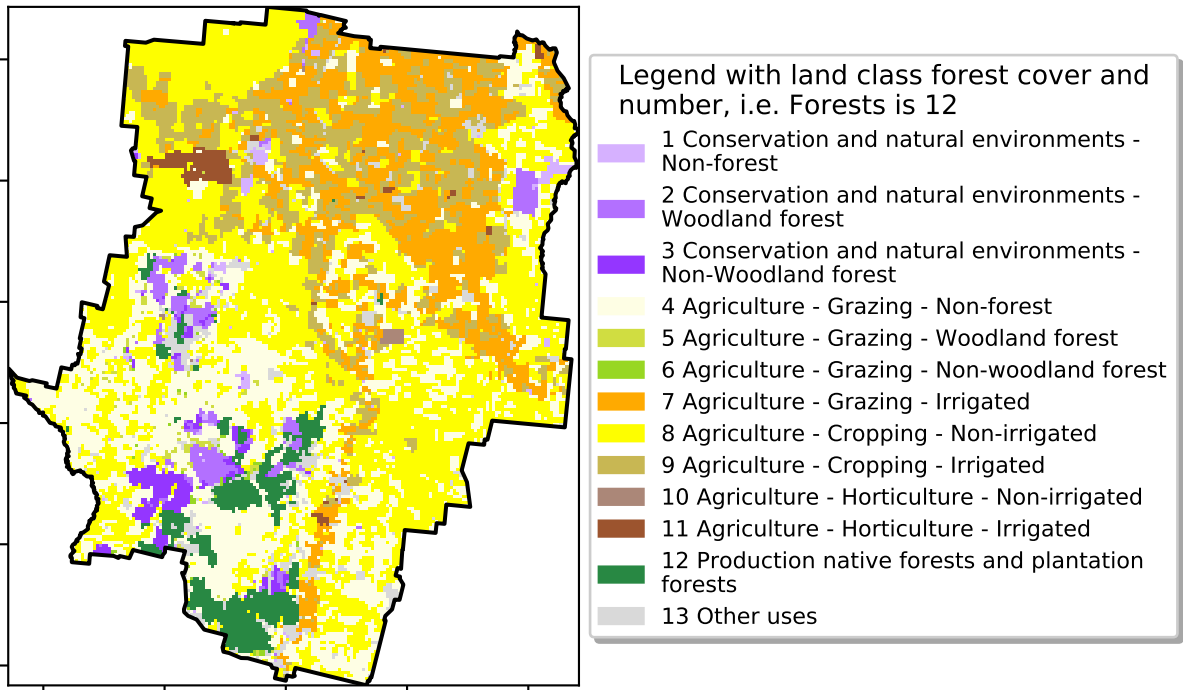 Legend with land class forest cover and
number, i.e. Forests is 12
1 Conservation and natural environments -
Non-forest
2 Conservation and natural environments -
Woodland forest
3 Conservation and natural environments -
Non-Woodland forest
4 Agriculture - Grazing - Non-forest
5 Agriculture - Grazing - Woodland forest
6 Agriculture - Grazing - Non-woodland forest
7 Agriculture - Grazing - Irrigated
8 Agriculture - Cropping - Non-irrigated
9 Agriculture - Cropping - Irrigated
10 Agriculture - Horticulture - Non-irrigated
11 Agriculture - Horticulture - Irrigated
12 Production native forests and plantation
forests
13 Other uses